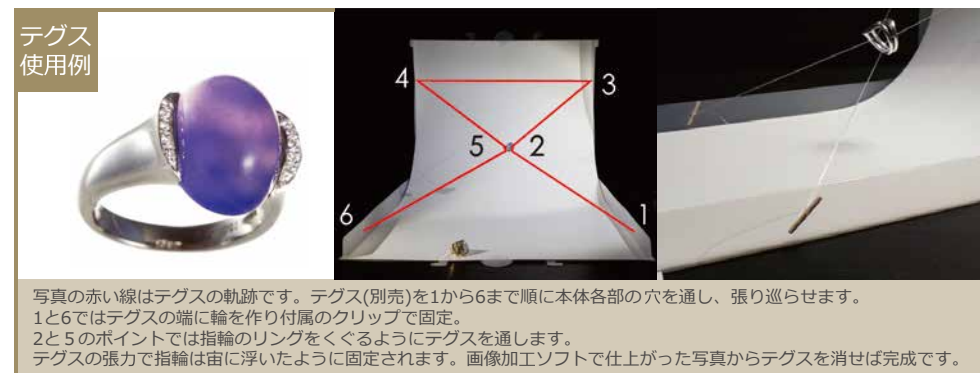 テグス
使用例
4
3
5
2
6
1
写真の赤い線はテグスの軌跡です。テグス(別売)を1から6まで順に本体各部の穴を通し、張り巡らせます。
1と6ではテグスの端に輪を作り付属のクリップで固定。
2と５のポイントでは指輪のリングをくぐるようにテグスを通します。
テグスの張力で指輪は宙に浮いたように固定されます。画像加工ソフトで仕上がった写真からテグスを消せば完成です。